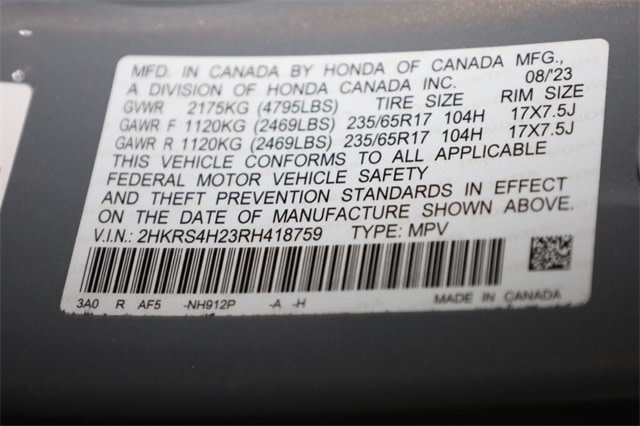 MFD. IN CANADA BY HONDA OF CANADA MFG.,
A DIVISION OF HONDA CANADA INC. 08/'23
GVWR 2175KG (4795LBS) TIRE SIZE RIM SIZE
GAWR F 1120KG (2469LBS) 235/65R17 104H 17X7.5J
GAWR R 1120KG (2469LBS) 235/65R17 104H 17X7.5J
THIS VEHICLE CONFORMS TO ALL APPLICABLE
FEDERAL MOTOR VEHICLE SAFETY
AND THEFT PREVENTION STANDARDS IN EFFECT
ON THE DATE OF MANUFACTURE SHOWN ABOVE.
V.I.N.: 2HKRS4H23RH418759 TYPE: MPV
3A0 R AF5 -NH912P -A -H MADE IN CANADA